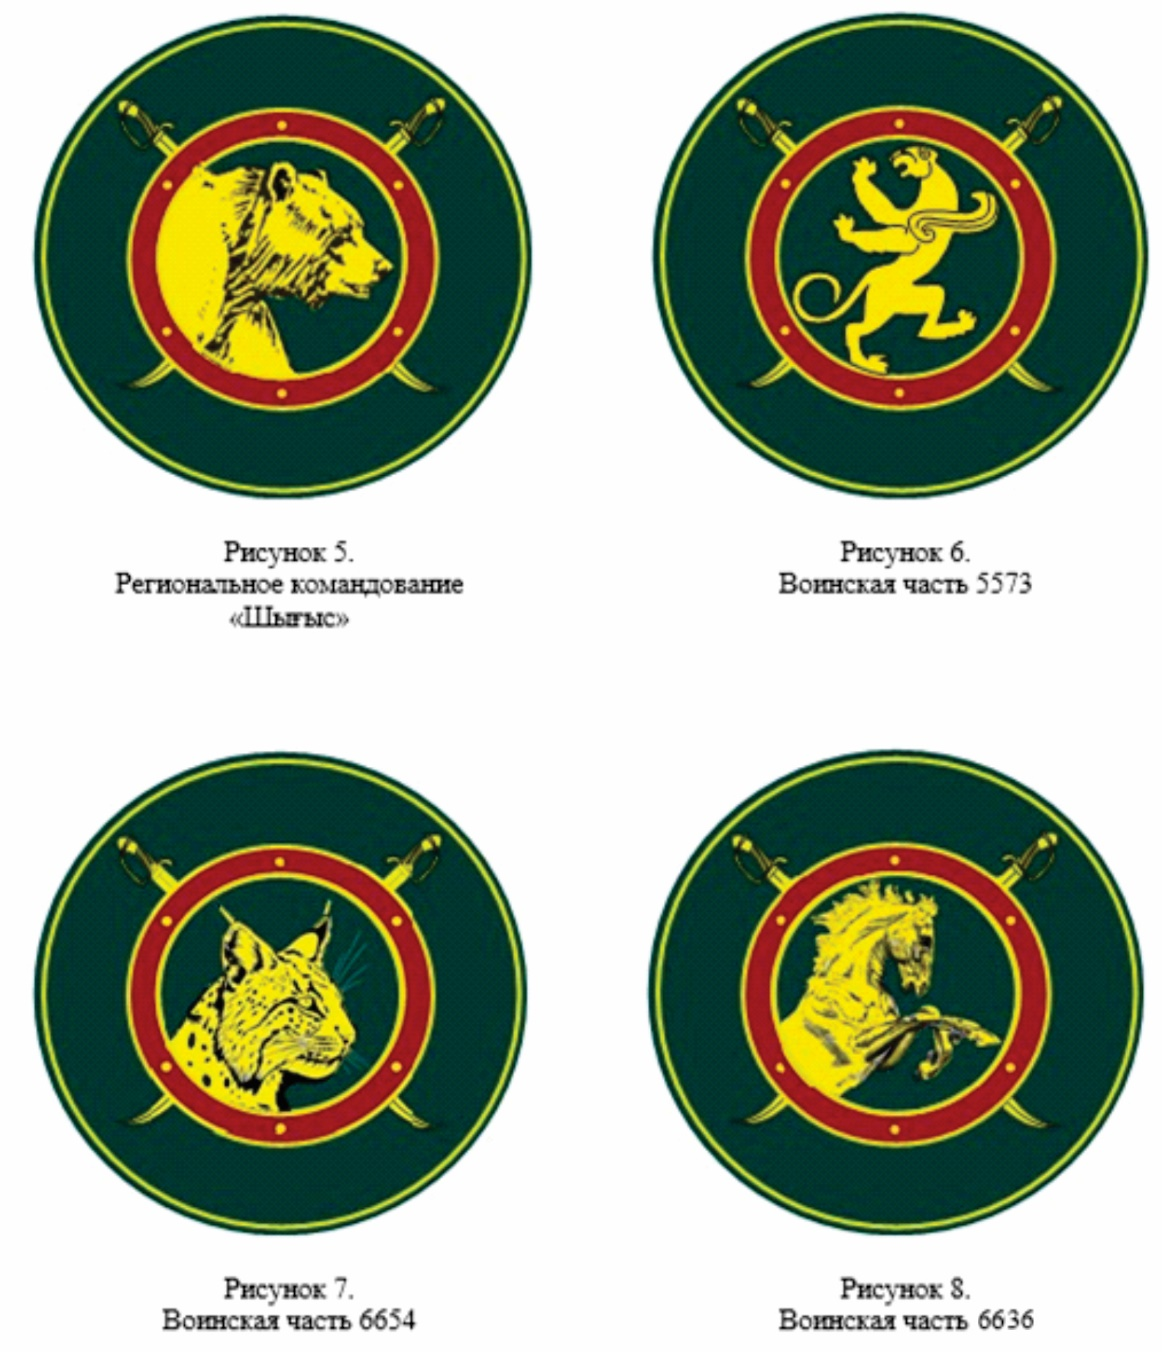 Рисунок 5.
Региональное командование
«Шығыс»
Рисунок 6.
Воинская часть 5573
Рисунок 7.
Воинская часть 6654
Рисунок 8.
Воинская часть 6636